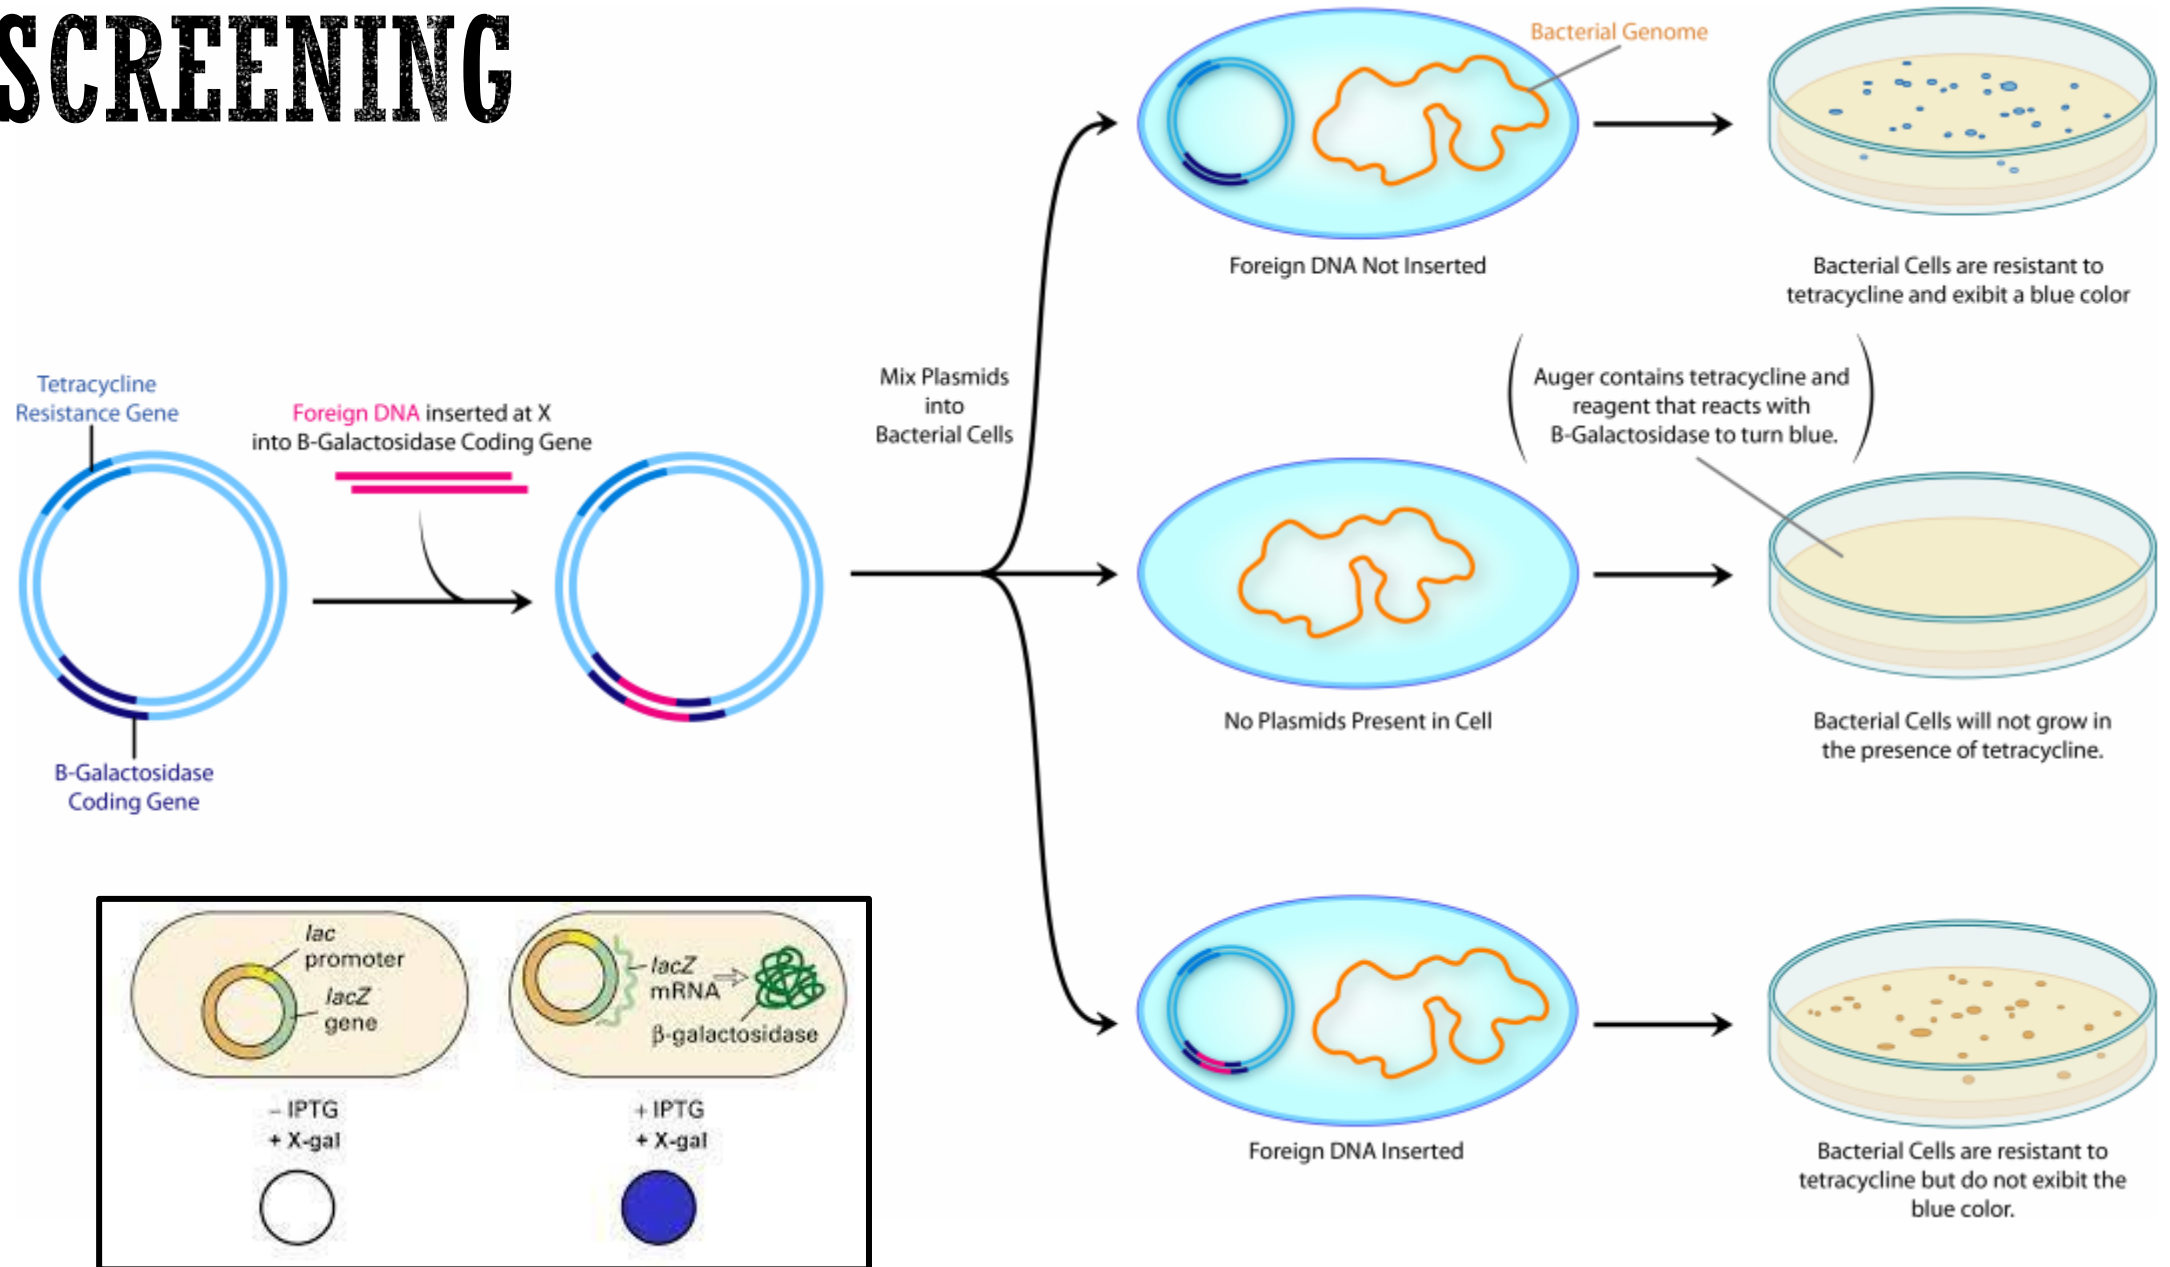 SCREENING
Bacterial Genome
Foreign DNA Not Inserted
Bacterial Cells are resistant to
tetracycline and exibit a blue color
Tetracycline
Resistance Gene
Foreign DNA inserted at X
into B-Galactosidase Coding Gene
Mix Plasmids
into
Bacterial Cells
Auger contains tetracycline and
reagent that reacts with
B-Galactosidase to turn blue.
B-Galactosidase
Coding Gene
No Plasmids Present in Cell
Bacterial Cells will not grow in
the presence of tetracycline.
lac
promoter
lacZ
gene
– IPTG
+ X-gal
lacZ
mRNA
β-galactosidase
+ IPTG
+ X-gal
Foreign DNA Inserted
Bacterial Cells are resistant to
tetracycline but do not exibit the
blue color.